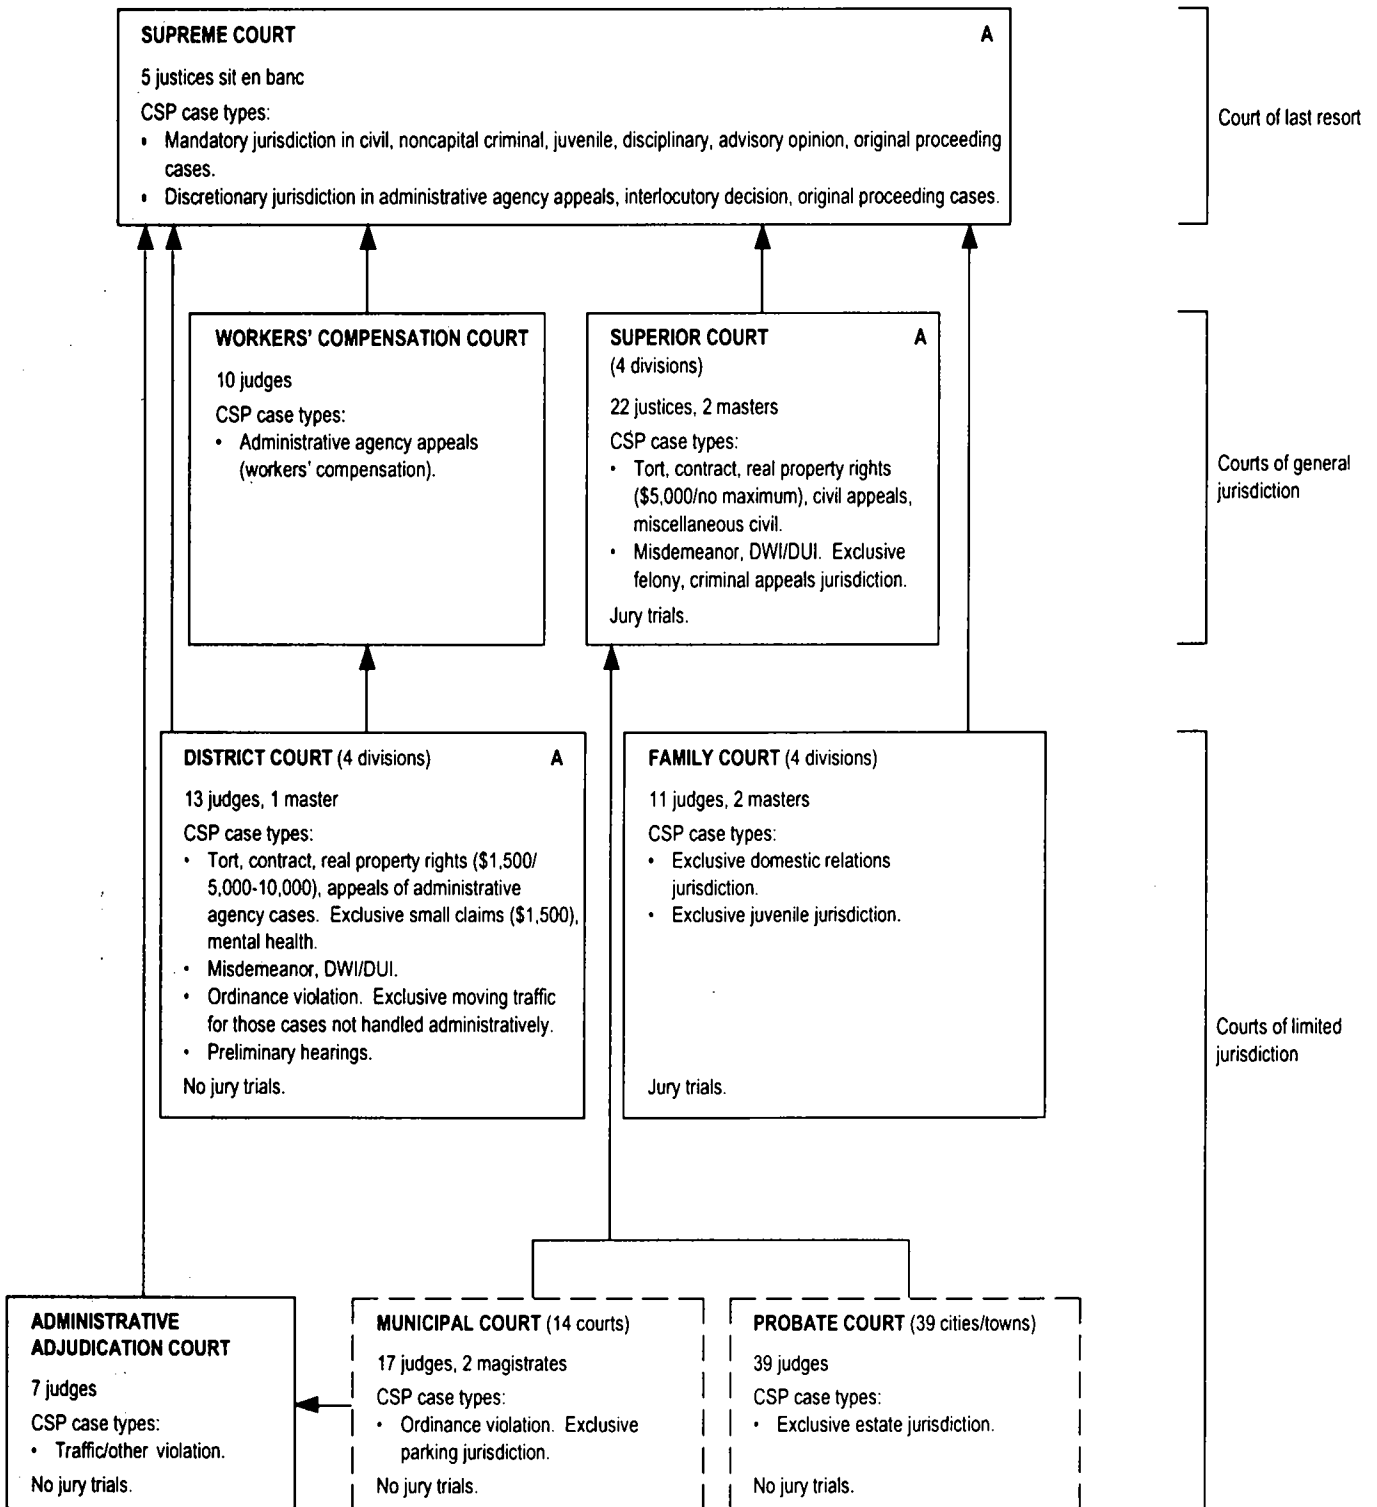 SUPREME COURT A
5 justices sit en banc
CSP case types:
• Mandatory jurisdiction in civil, noncapital criminal, juvenile, disciplinary, advisory opinion, original proceeding
cases.
• Discretionary jurisdiction in administrative agency appeals, interlocutory decision, original proceeding cases.
Court of last resort
WORKERS' COMPENSATION COURT
10 judges
CSP case types:
• Administrative agency appeals
(workers' compensation).
SUPERIOR COURT A
(4 divisions)
22 justices, 2 masters
CSP case types:
• Tort, contract, real property rights
($5,000/no maximum), civil appeals,
miscellaneous civil.
• Misdemeanor, DWI/DUI. Exclusive
felony, criminal appeals jurisdiction.
Jury trials.
Courts of general
jurisdiction
DISTRICT COURT (4 divisions) A
13 judges, 1 master
CSP case types:
• Tort, contract, real property rights ($1,500/
5,000-10,000), appeals of administrative
agency cases. Exclusive small claims ($1,500),
mental health.
• Misdemeanor, DWI/DUI.
• Ordinance violation. Exclusive moving traffic
for those cases not handled administratively.
• Preliminary hearings.
No jury trials.
FAMILY COURT (4 divisions)
11 judges, 2 masters
CSP case types:
• Exclusive domestic relations
jurisdiction.
• Exclusive juvenile jurisdiction.
Jury trials.
Courts of limited
jurisdiction
ADMINISTRATIVE
ADJUDICATION COURT
7 judges
CSP case types:
• Traffic/other violation.
No jury trials.
MUNICIPAL COURT (14 courts)
17 judges, 2 magistrates
CSP case types:
• Ordinance violation. Exclusive
parking jurisdiction.
No jury trials.
PROBATE COURT (39 cities/towns)
39 judges
CSP case types:
• Exclusive estate jurisdiction.
No jury trials.